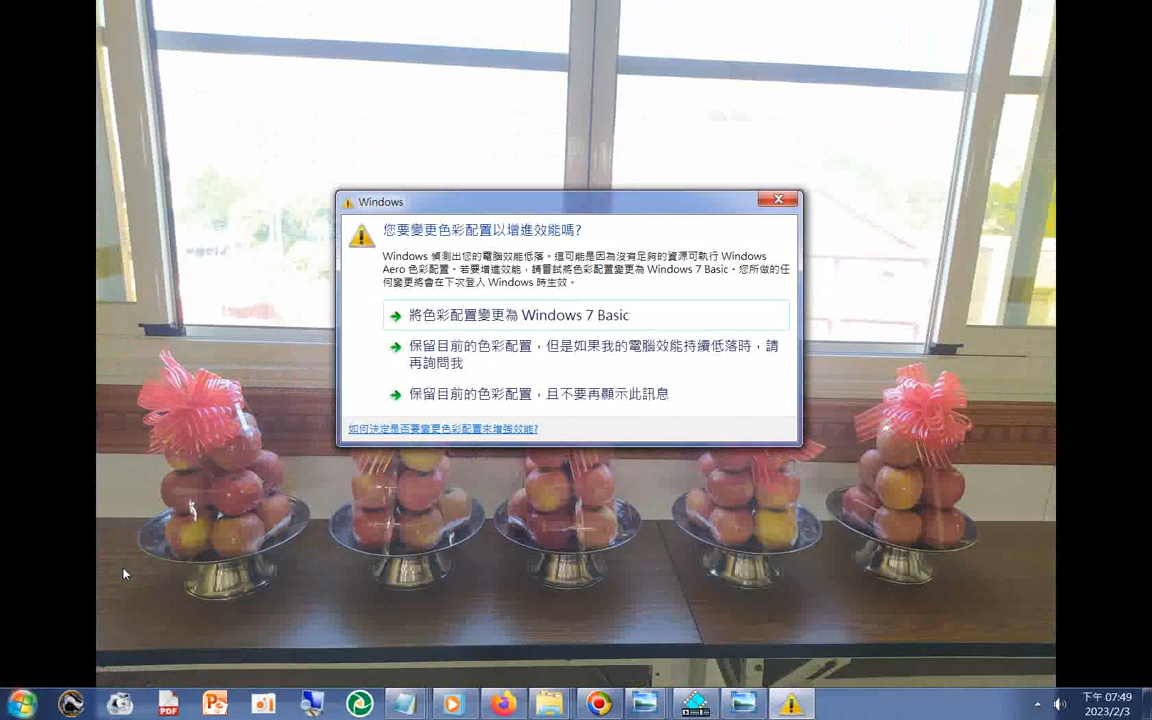 Windows
您要變更色彩配置以增進效能嗎?
Windows 偵測出您的電腦效能低落。這可能是因為沒有足夠的資源可執行 Windows
Aero 色彩配置。若要增進效能，請嘗試將色彩配置變更為 Windows 7 Basic。您所做的任
何變更將會在下次登入 Windows 時生效。
將色彩配置變更為 Windows 7 Basic
保留目前的色彩配置，但是如果我的電腦效能持續低落時，請
再詢問我
保留目前的色彩配置，且不要再顯示此訊息
如何決定是否要變更色彩配置來增強效能?
PDF
下午 07:49
2023/2/3